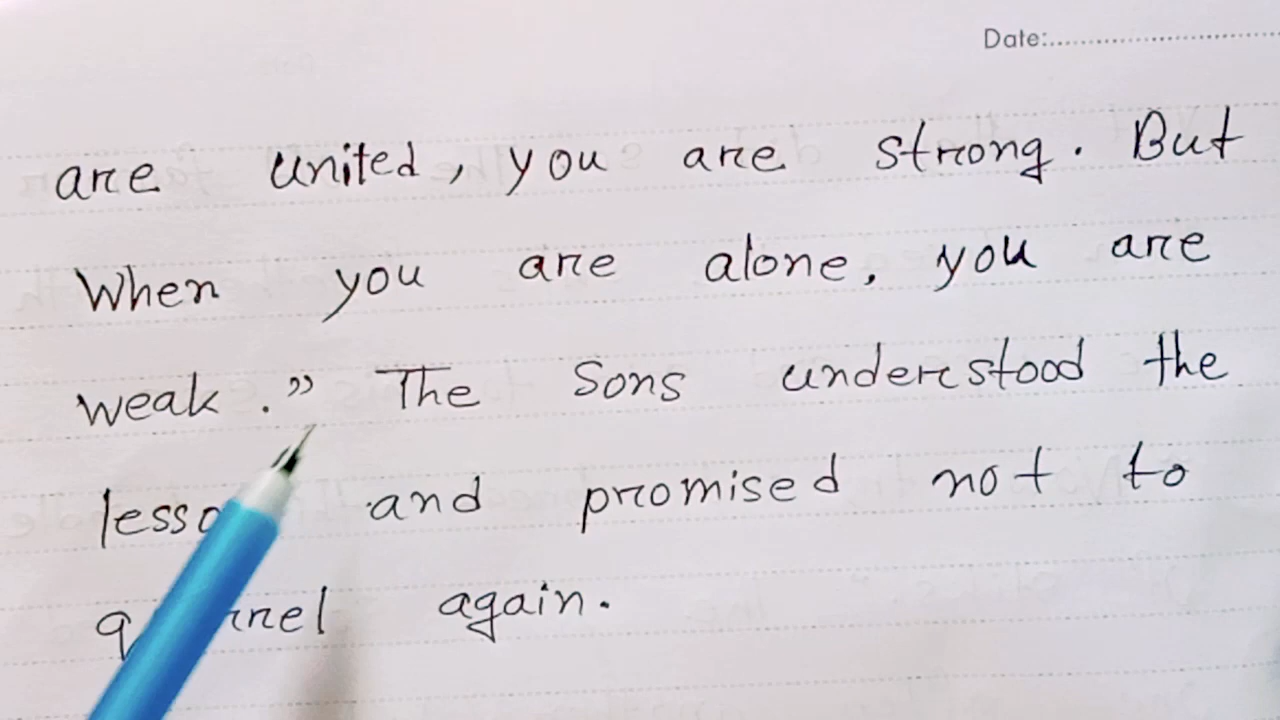 Date:
are united, you are strong. But
When you are alone, you are
weak." The Sons understood the
and promised not to
again.